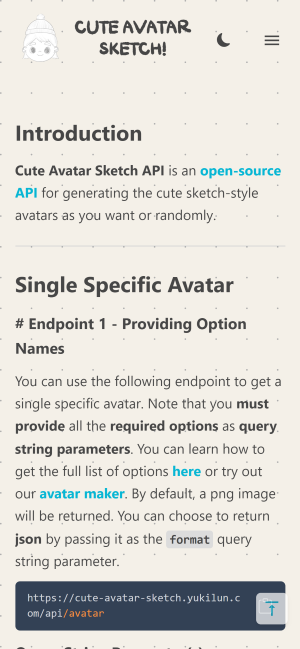 CUTE AVATAR
SKETCH!
Introduction
Cute Avatar Sketch API is an open-source
API for generating the cute sketch-style
avatars as you want or randomly.
Single Specific Avatar
# Endpoint 1 - Providing Option
Names
You can use the following endpoint to get a
single specific avatar. Note that you must
provide all the required options as query
string parameters. You can learn how to
get the full list of options here or try out
our avatar maker. By default, a png image
will be returned. You can choose to return
json by passing it as the format query
string parameter.
https://cute-avatar-sketch.yukilun.c
om/api/avatar